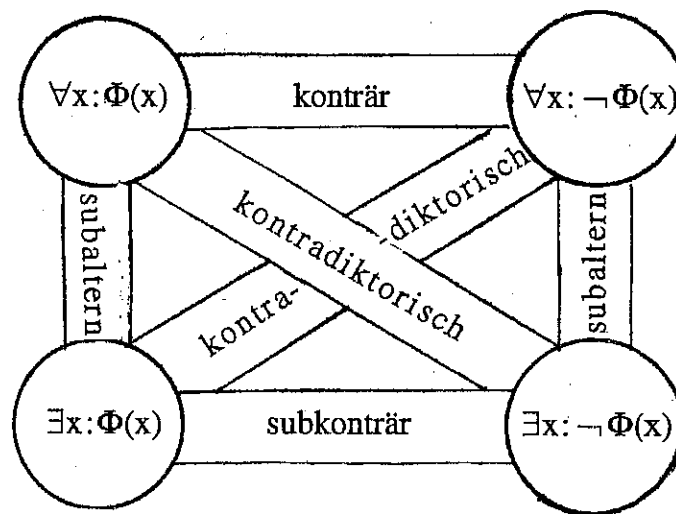 ∀x:Φ(x)
konträr
∀x:¬Φ(x)
subaltern
kontradiktorisch
kontra-
diktorisch
subaltern
∃x:Φ(x)
subkonträr
∃x:¬Φ(x)